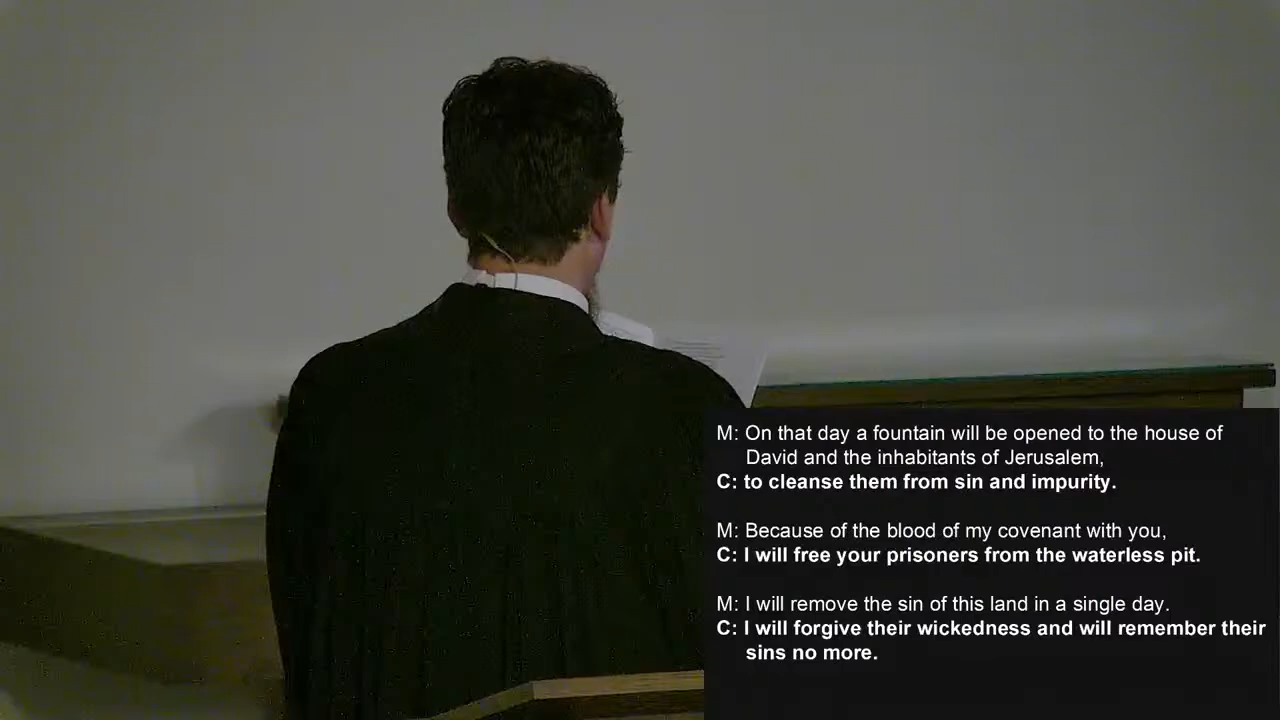 M: On that day a fountain will be opened to the house of
David and the inhabitants of Jerusalem,
C: to cleanse them from sin and impurity.
M: Because of the blood of my covenant with you,
C: I will free your prisoners from the waterless pit.
M: I will remove the sin of this land in a single day.
C: I will forgive their wickedness and will remember their
sins no more.